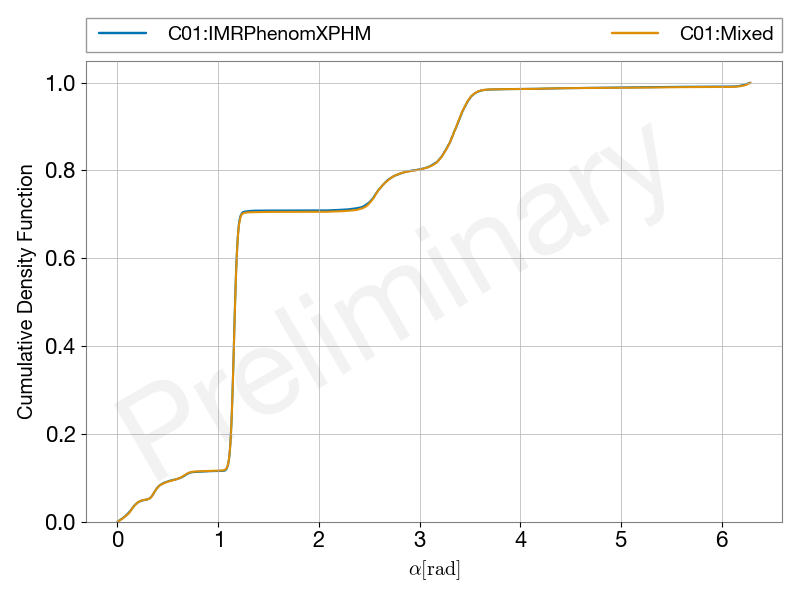 C01:IMRPhenomXPHM C01:Mixed
1.0
0.8
0.6
0.4
0.2
0.0
Cumulative Density Function
Preliminary
0 1 2 3 4 5 6
α[rad]